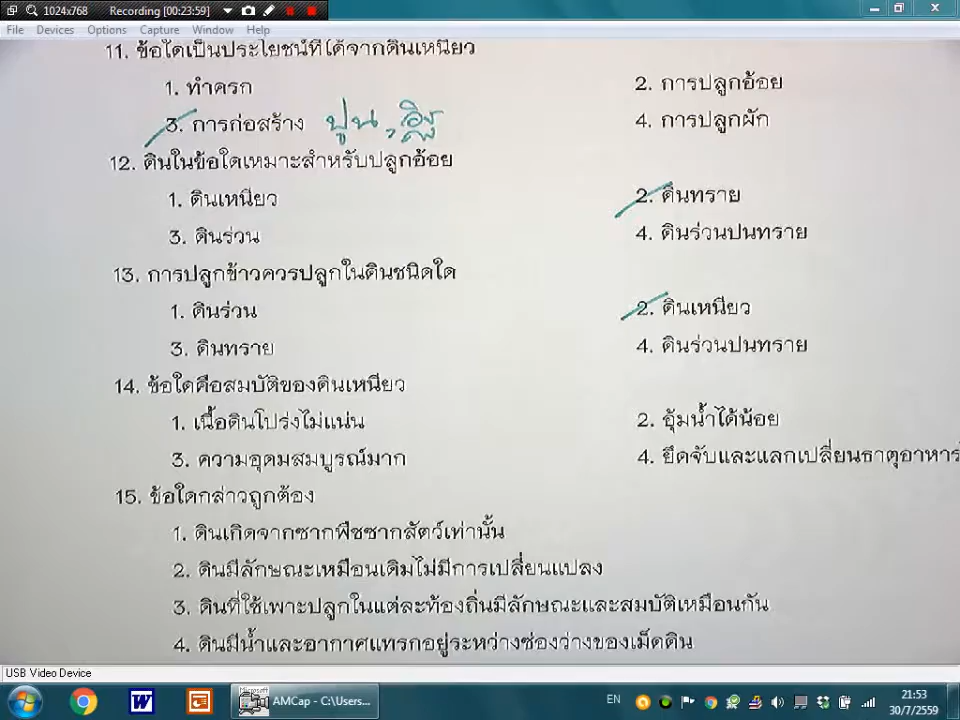 1024x768 Recording [00:23:59]
File Devices Options Capture Window Help
11. ข้อใดเป็นประโยชน์ที่ได้จากดินเหนียว
1. ทำครก 2. การปลูกอ้อย
3. การก่อสร้าง ปูน , อิฐ 4. การปลูกผัก
12. ดินในข้อใดเหมาะสำหรับปลูกอ้อย
1. ดินเหนียว 2. ดินทราย
3. ดินร่วน 4. ดินร่วนปนทราย
13. การปลูกข้าวควรปลูกในดินชนิดใด
1. ดินร่วน 2. ดินเหนียว
3. ดินทราย 4. ดินร่วนปนทราย
14. ข้อใดคือสมบัติของดินเหนียว
1. เนื้อดินโปร่งไม่แน่น 2. อุ้มน้ำได้น้อย
3. ความอุดมสมบูรณ์มาก 4. ยึดจับและแลกเปลี่ยนธาตุอาหาร
15. ข้อใดกล่าวถูกต้อง
1. ดินเกิดจากซากพืชซากสัตว์เท่านั้น
2. ดินมีลักษณะเหมือนเดิมไม่มีการเปลี่ยนแปลง
3. ดินที่ใช้เพาะปลูกในแต่ละท้องถิ่นมีลักษณะและสมบัติเหมือนกัน
4. ดินมีน้ำและอากาศแทรกอยู่ระหว่างช่องว่างของเม็ดดิน
USB Video Device
AMCap - C:\Users... EN 21:53
30/7/2559